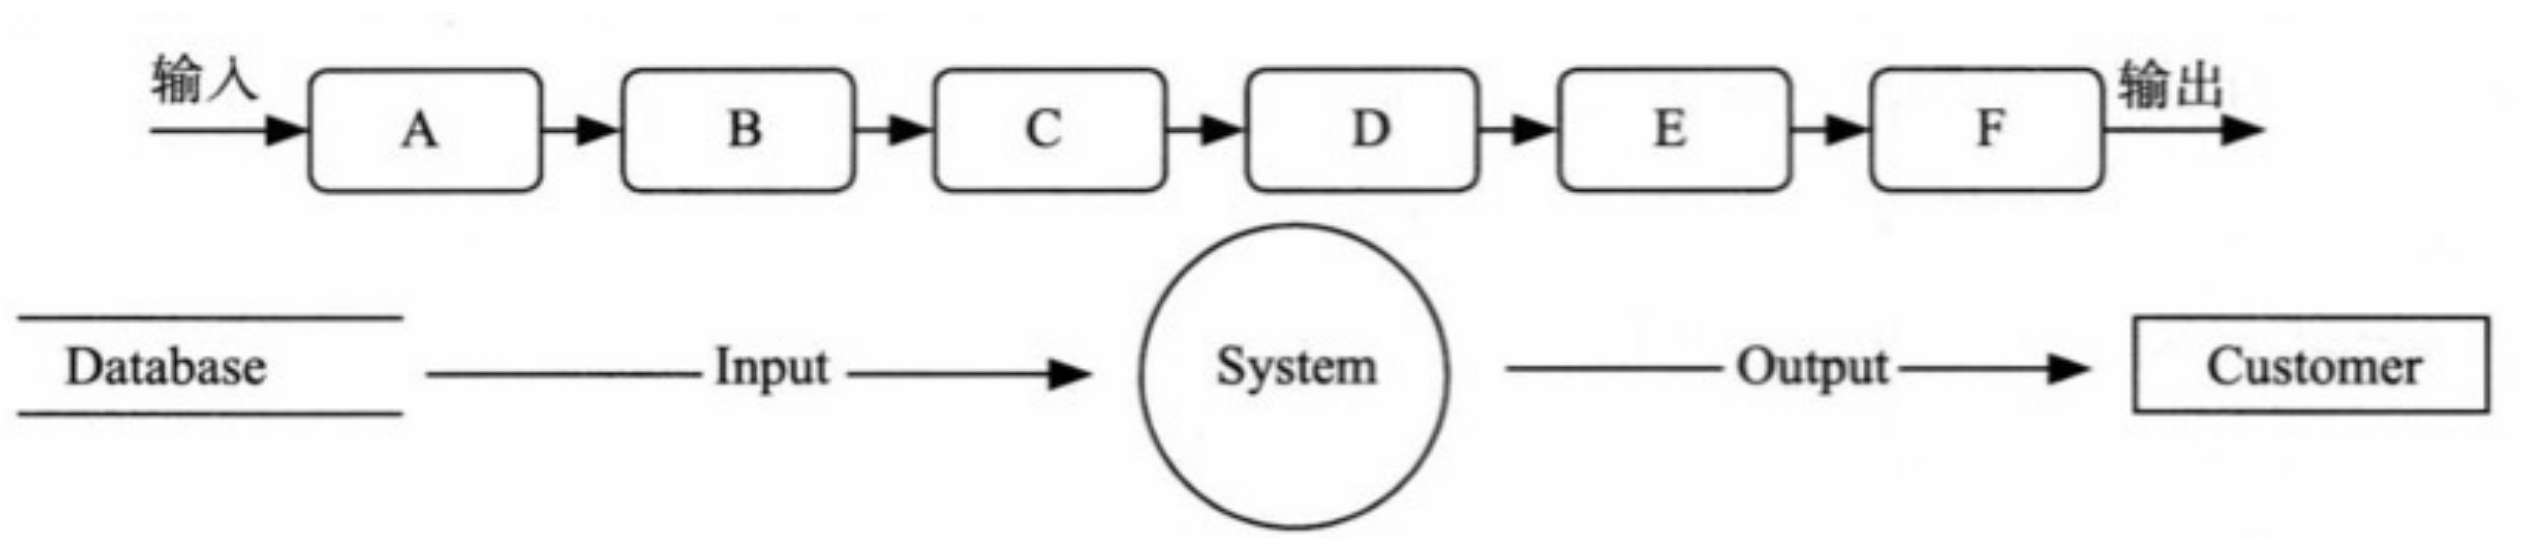 输入 A B C D E F 输出
Database Input System Output Customer